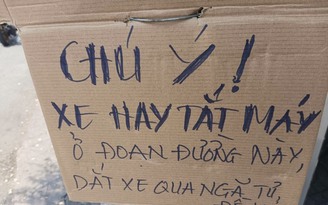 CHÚ Ý!
XE HAY TẮT MÁY
Ở ĐOẠN ĐƯỜNG NÀY,
DẮT XE QUA NGÃ TƯ,